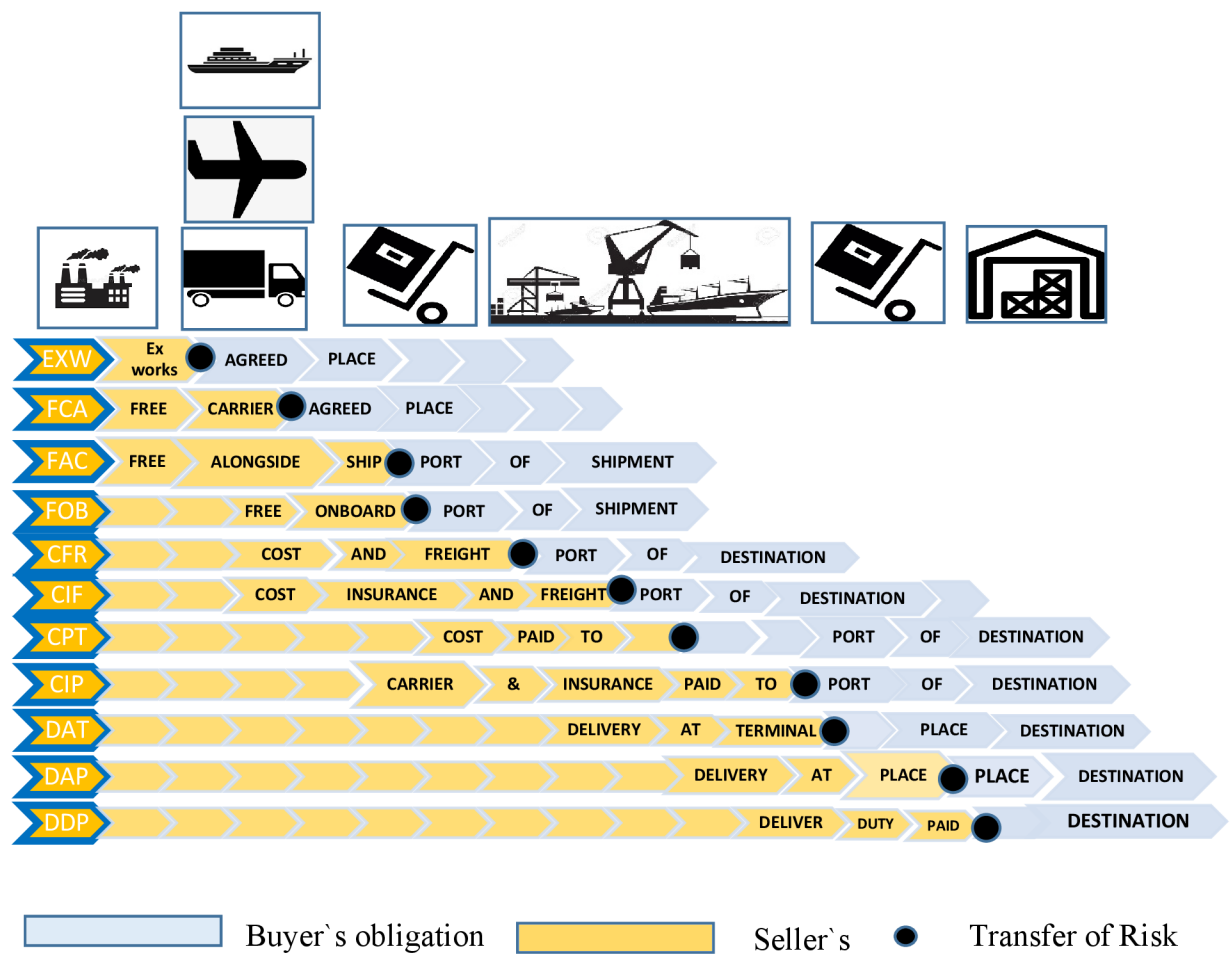 EXW Ex works AGREED PLACE
FCA FREE CARRIER AGREED PLACE
FAC FREE ALONGSIDE SHIP PORT OF SHIPMENT
FOB FREE ONBOARD PORT OF SHIPMENT
CFR COST AND FREIGHT PORT OF DESTINATION
CIF COST INSURANCE AND FREIGHT PORT OF DESTINATION
CPT COST PAID TO PORT OF DESTINATION
CIP CARRIER & INSURANCE PAID TO PORT OF DESTINATION
DAT DELIVERY AT TERMINAL PLACE DESTINATION
DAP DELIVERY AT PLACE PLACE DESTINATION
DDP DELIVER DUTY PAID DESTINATION
Buyer`s obligation Seller`s Transfer of Risk